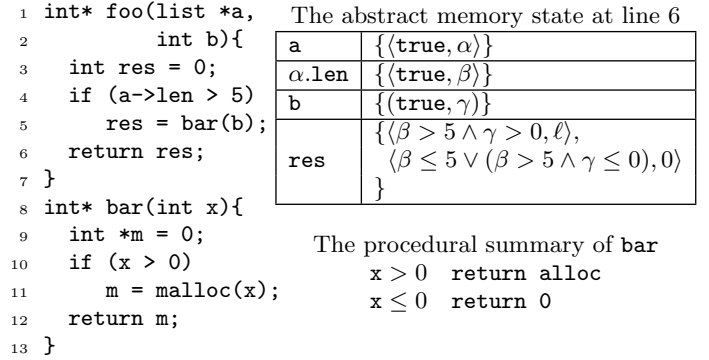 1 int* foo(list *a,
2 int b){
3 int res = 0;
4 if (a->len > 5)
5 res = bar(b);
6 return res;
7 }
8 int* bar(int x){
9 int *m = 0;
10 if (x > 0)
11 m = malloc(x);
12 return m;
13 }
The abstract memory state at line 6
a {⟨true, α⟩}
α.len {⟨true, β⟩}
b {(true, γ)}
res {⟨β > 5 ∧ γ > 0, ℓ⟩,
⟨β ≤ 5 ∨ (β > 5 ∧ γ ≤ 0), 0⟩
}
The procedural summary of bar
x > 0 return alloc
x ≤ 0 return 0